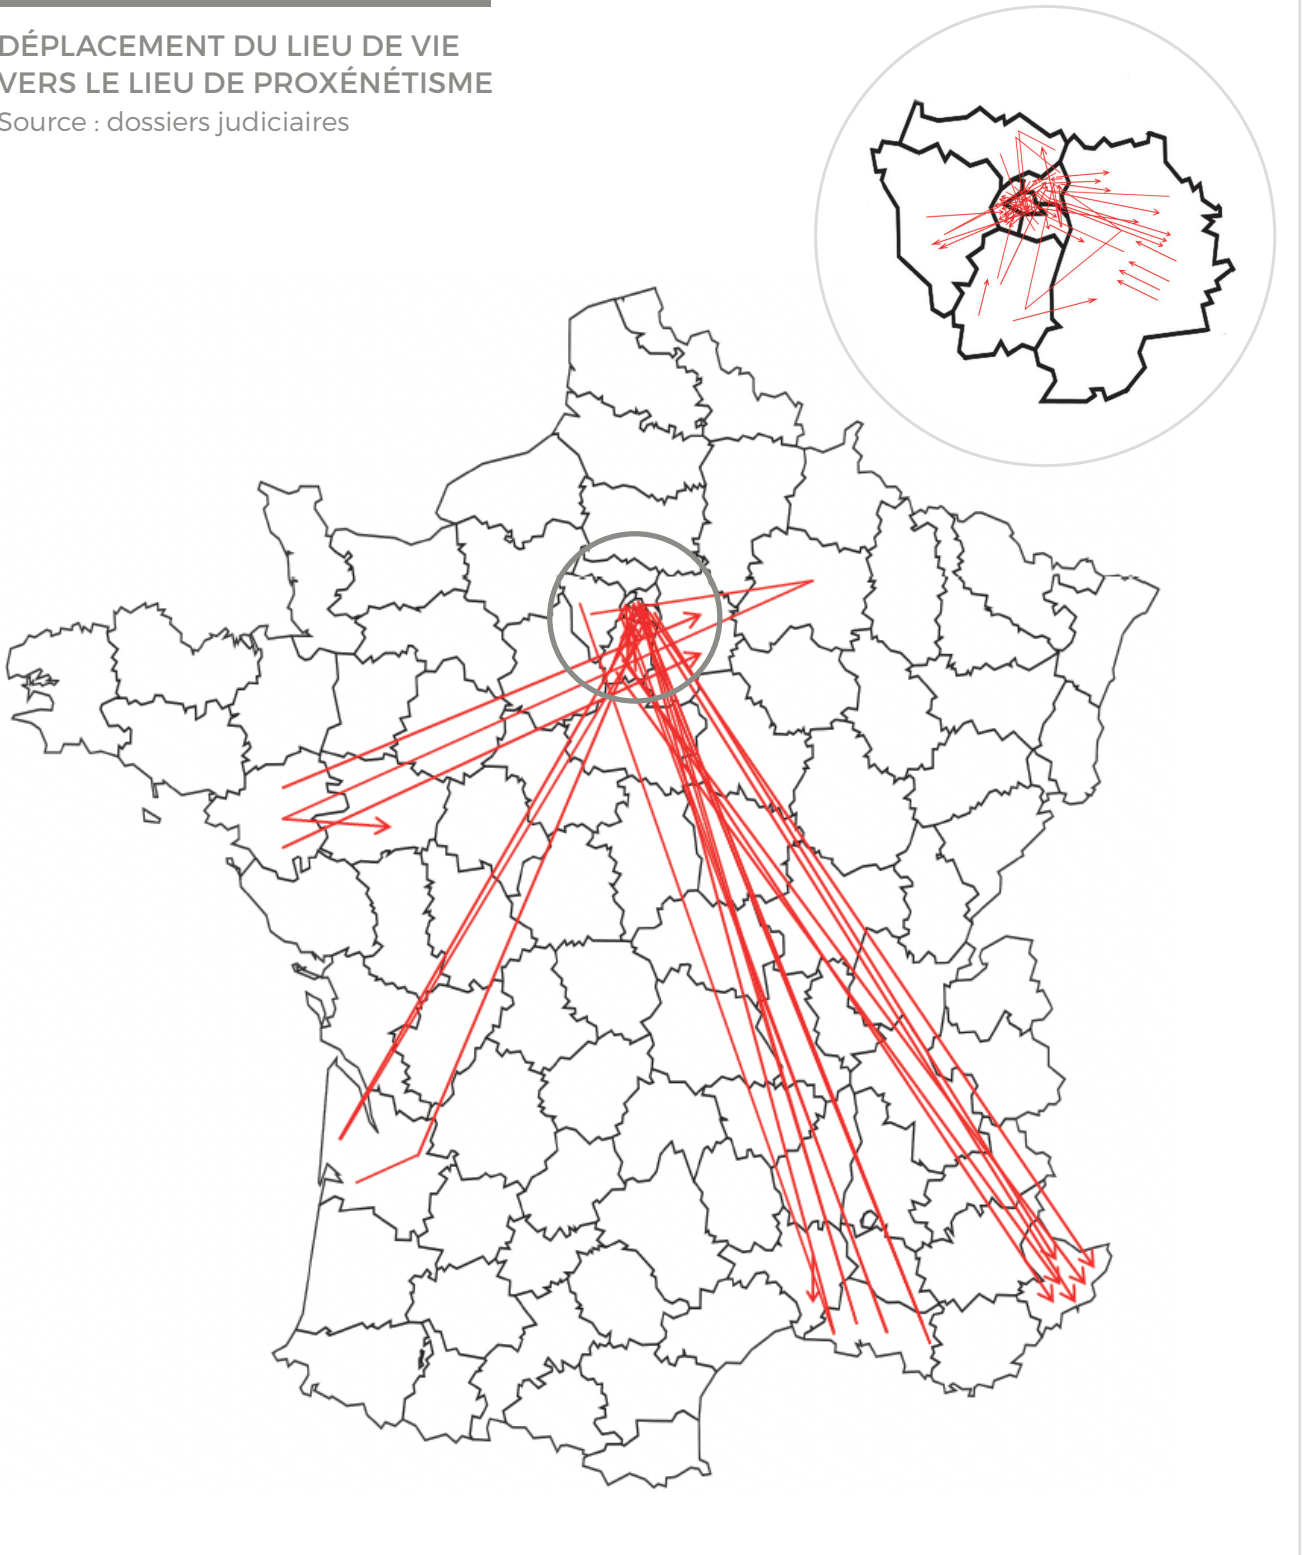 DÉPLACEMENT DU LIEU DE VIE
VERS LE LIEU DE PROXÉNÉTISME
Source : dossiers judiciaires